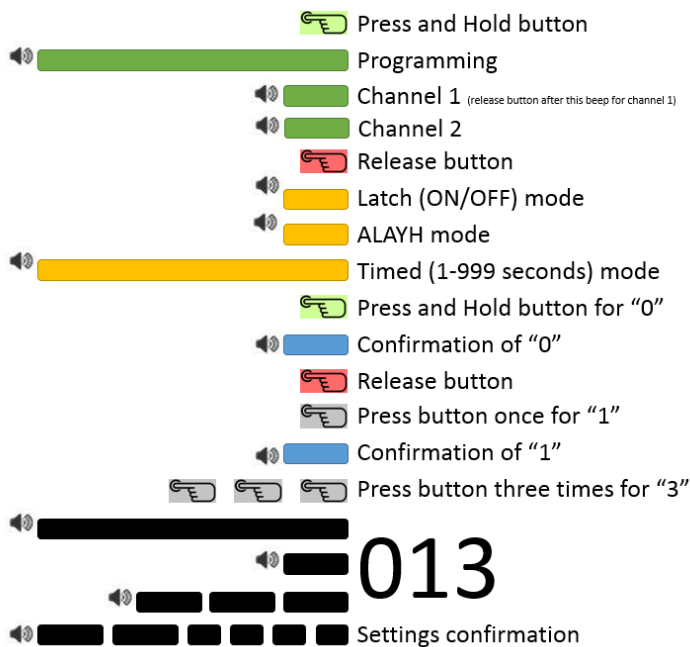 Press and Hold button
Programming
Channel 1 (release button after this beep for channel 1)
Channel 2
Release button
Latch (ON/OFF) mode
ALAYH mode
Timed (1-999 seconds) mode
Press and Hold button for “0”
Confirmation of “0”
Release button
Press button once for “1”
Confirmation of “1”
Press button three times for “3”
013
Settings confirmation